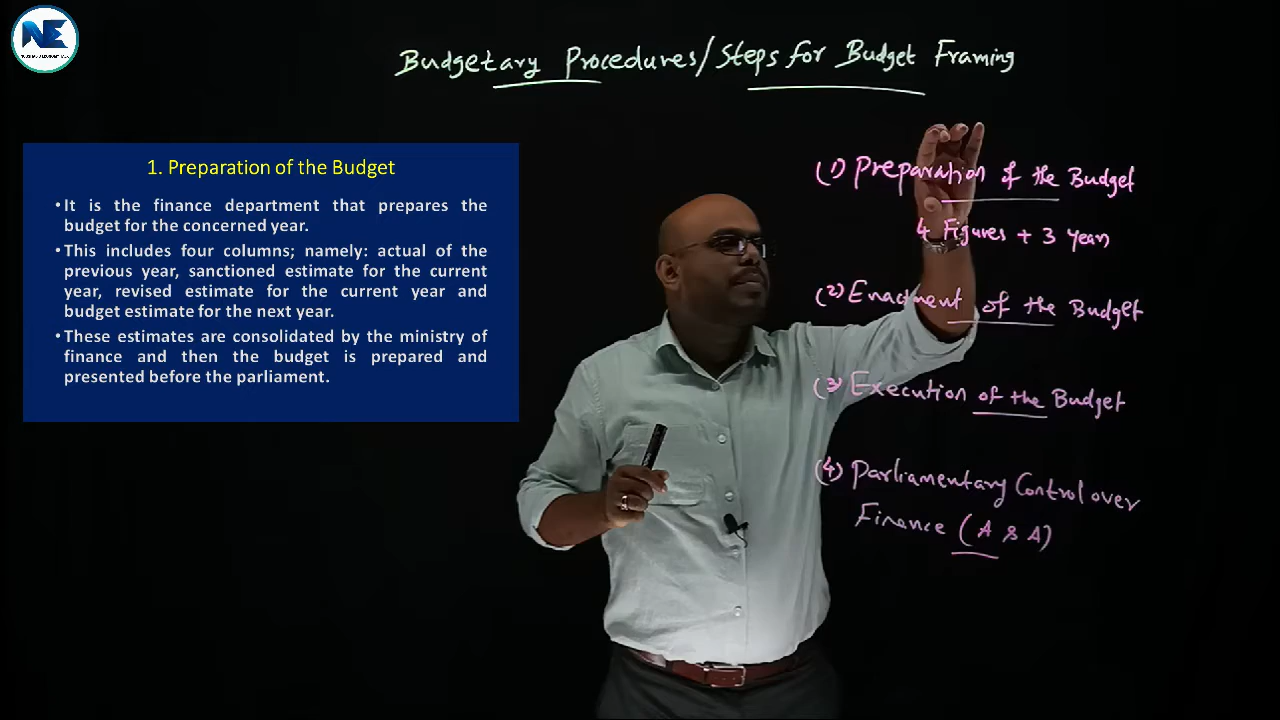 NE
Budgetary Procedures/Steps for Budget Framing
1. Preparation of the Budget
•It is the finance department that prepares the
budget for the concerned year.
•This includes four columns; namely: actual of the
previous year, sanctioned estimate for the current
year, revised estimate for the current year and
budget estimate for the next year.
•These estimates are consolidated by the ministry of
finance and then the budget is prepared and
presented before the parliament.
(1) Preparation of the Budget
4 Figures + 3 Years
(2) Enactment of the Budget
(3) Execution of the Budget
(4) Parliamentary Control over
Finance (A & A)